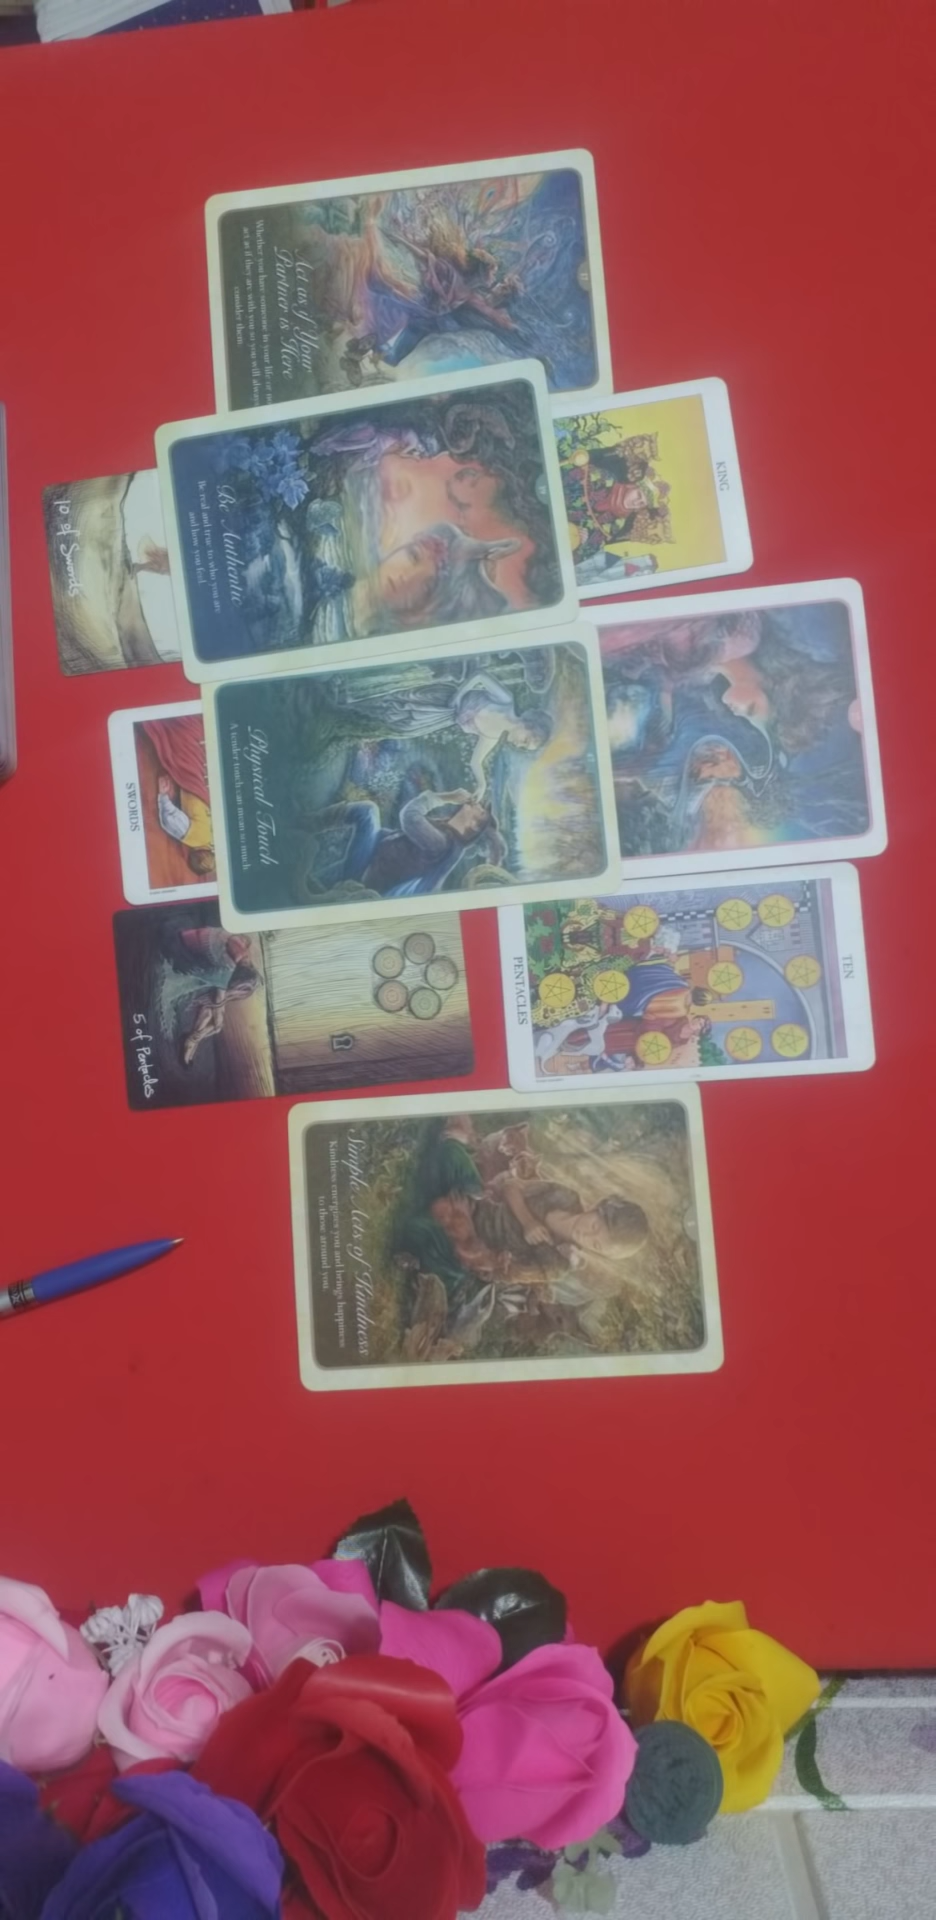 Act as if Your
Partner is Here
Whether you have someone in your life or no
act as if they are with you so you will always
consider them
KING
Be Authentic
Be real and true to who you are
and how you feel.
10 of Swords
Physical Touch
A tender touch can mean so much
SWORDS
TEN
PENTACLES
5 of Pentacles
Simple Acts of Kindness
Kindness energizes you and brings happiness
to those around you.